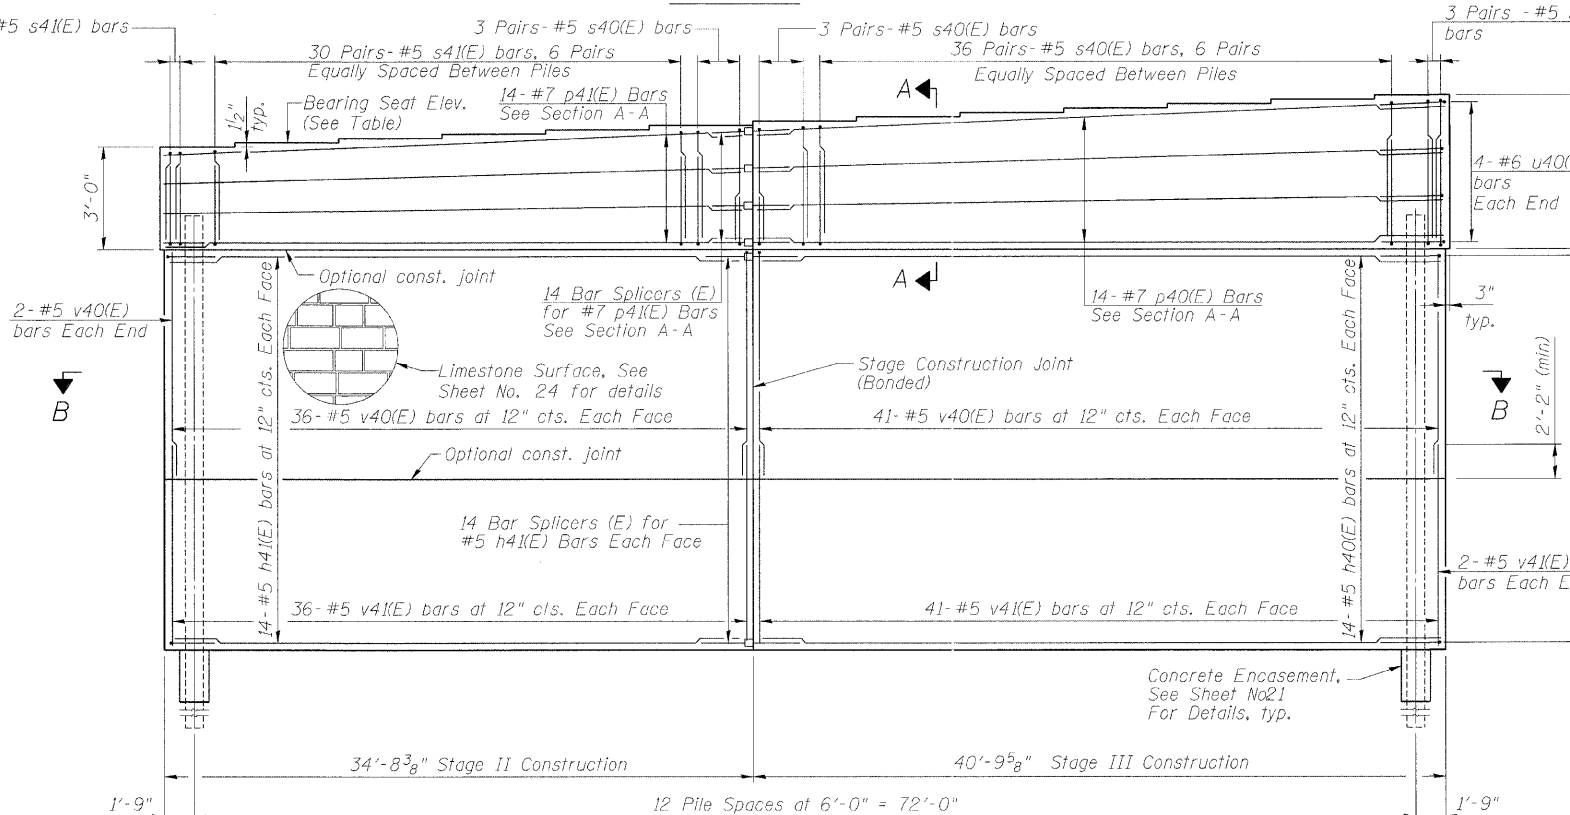 #5 s41(E) bars
3 Pairs- #5 s40(E) bars
3 Pairs- #5 s40(E) bars
3 Pairs - #5
bars
30 Pairs- #5 s41(E) bars, 6 Pairs
Equally Spaced Between Piles
36 Pairs- #5 s40(E) bars, 6 Pairs
Equally Spaced Between Piles
A
1½"
typ.
Bearing Seat Elev.
(See Table)
14- #7 p41(E) Bars
See Section A-A
3'-0"
4- #6 u40(
bars
Each End
Optional const. joint
A
2- #5 v40(E)
bars Each End
14 Bar Splicers (E)
for #7 p41(E) Bars
See Section A-A
14- #7 p40(E) Bars
See Section A-A
3"
typ.
14- #5 h41(E) bars at 12" cts. Each Face
Limestone Surface, See
Sheet No. 24 for details
Stage Construction Joint
(Bonded)
14- #5 h40(E) bars at 12" cts. Each Face
2'-2" (min)
B
B
36- #5 v40(E) bars at 12" cts. Each Face
41- #5 v40(E) bars at 12" cts. Each Face
Optional const. joint
14 Bar Splicers (E) for
#5 h41(E) Bars Each Face
2- #5 v41(E)
bars Each E
36- #5 v41(E) bars at 12" cts. Each Face
41- #5 v41(E) bars at 12" cts. Each Face
Concrete Encasement,
See Sheet No21
For Details, typ.
34'-8⅜" Stage II Construction
40'-9⅝" Stage III Construction
1'-9"
12 Pile Spaces at 6'-0" = 72'-0"
1'-9"